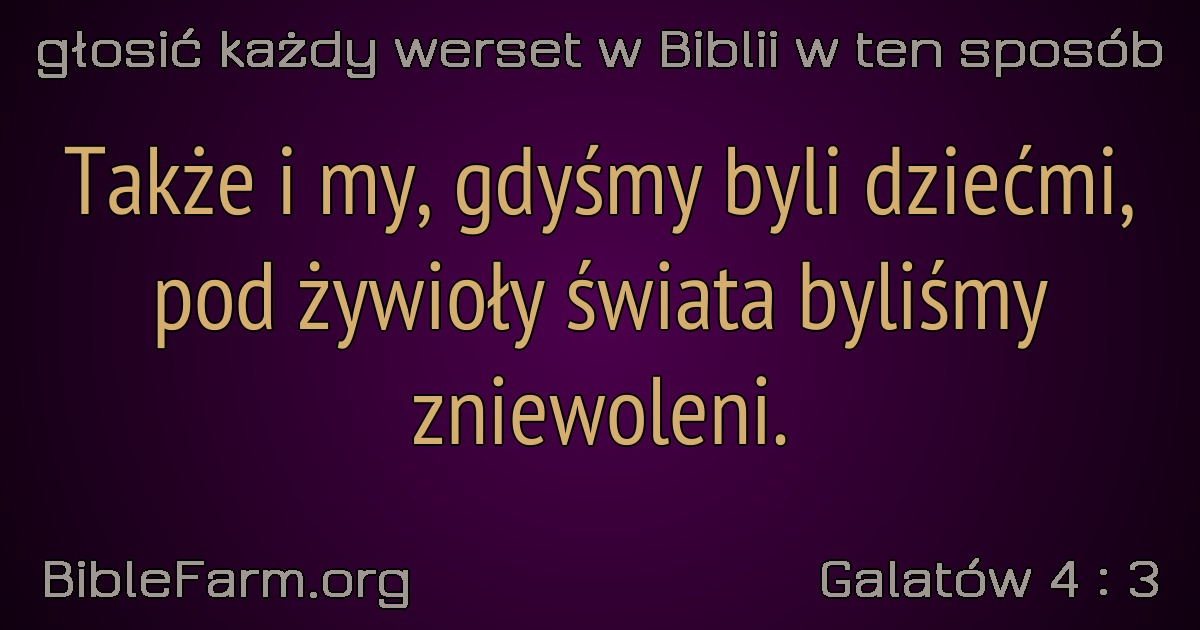 głosić każdy werset w Biblii w ten sposób
Także i my, gdyśmy byli dziećmi,
pod żywioły świata byliśmy
zniewoleni.
BibleFarm.org
Galatów 4 : 3